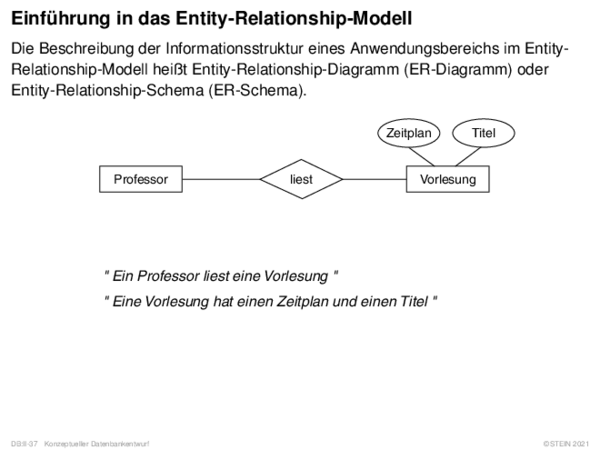 Einführung in das Entity-Relationship-Modell
Die Beschreibung der Informationsstruktur eines Anwendungsbereichs im Entity-
Relationship-Modell heißt Entity-Relationship-Diagramm (ER-Diagramm) oder
Entity-Relationship-Schema (ER-Schema).
Zeitplan Titel
Professor liest Vorlesung
" Ein Professor liest eine Vorlesung "
" Eine Vorlesung hat einen Zeitplan und einen Titel "
DB:II-37 Konzeptueller Datenbankentwurf ©STEIN 2021